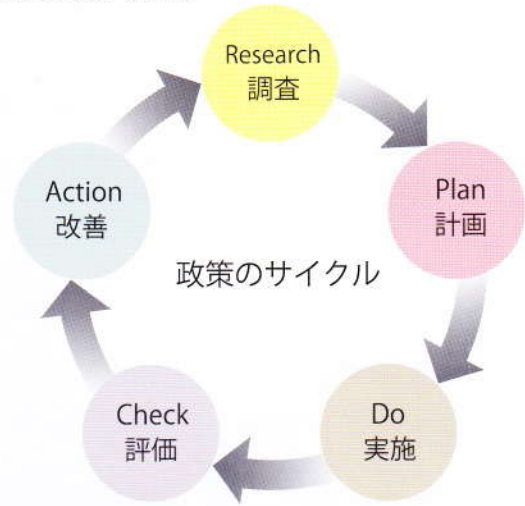 Research
調査
Plan
計画
Do
実施
Check
評価
Action
改善
政策のサイクル